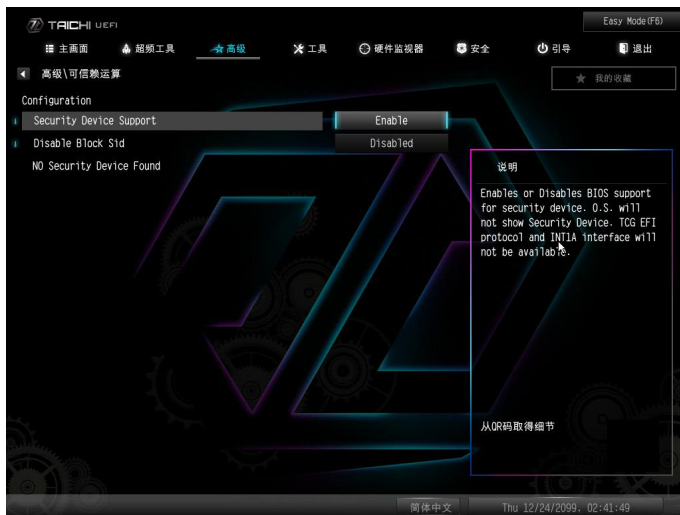 TAICHI UEFI
Easy Mode(F6)
主画面 超频工具 高级 工具 硬件监视器 安全 引导 退出
高级\可信赖运算
我的收藏
Configuration
Security Device Support Enable
Disable Block Sid Disabled
NO Security Device Found
说明
Enables or Disables BIOS support
for security device. O.S. will
not show Security Device. TCG EFI
protocol and INT1A interface will
not be available.
从QR码取得细节
简体中文 Thu 12/24/2099. 02:41:49